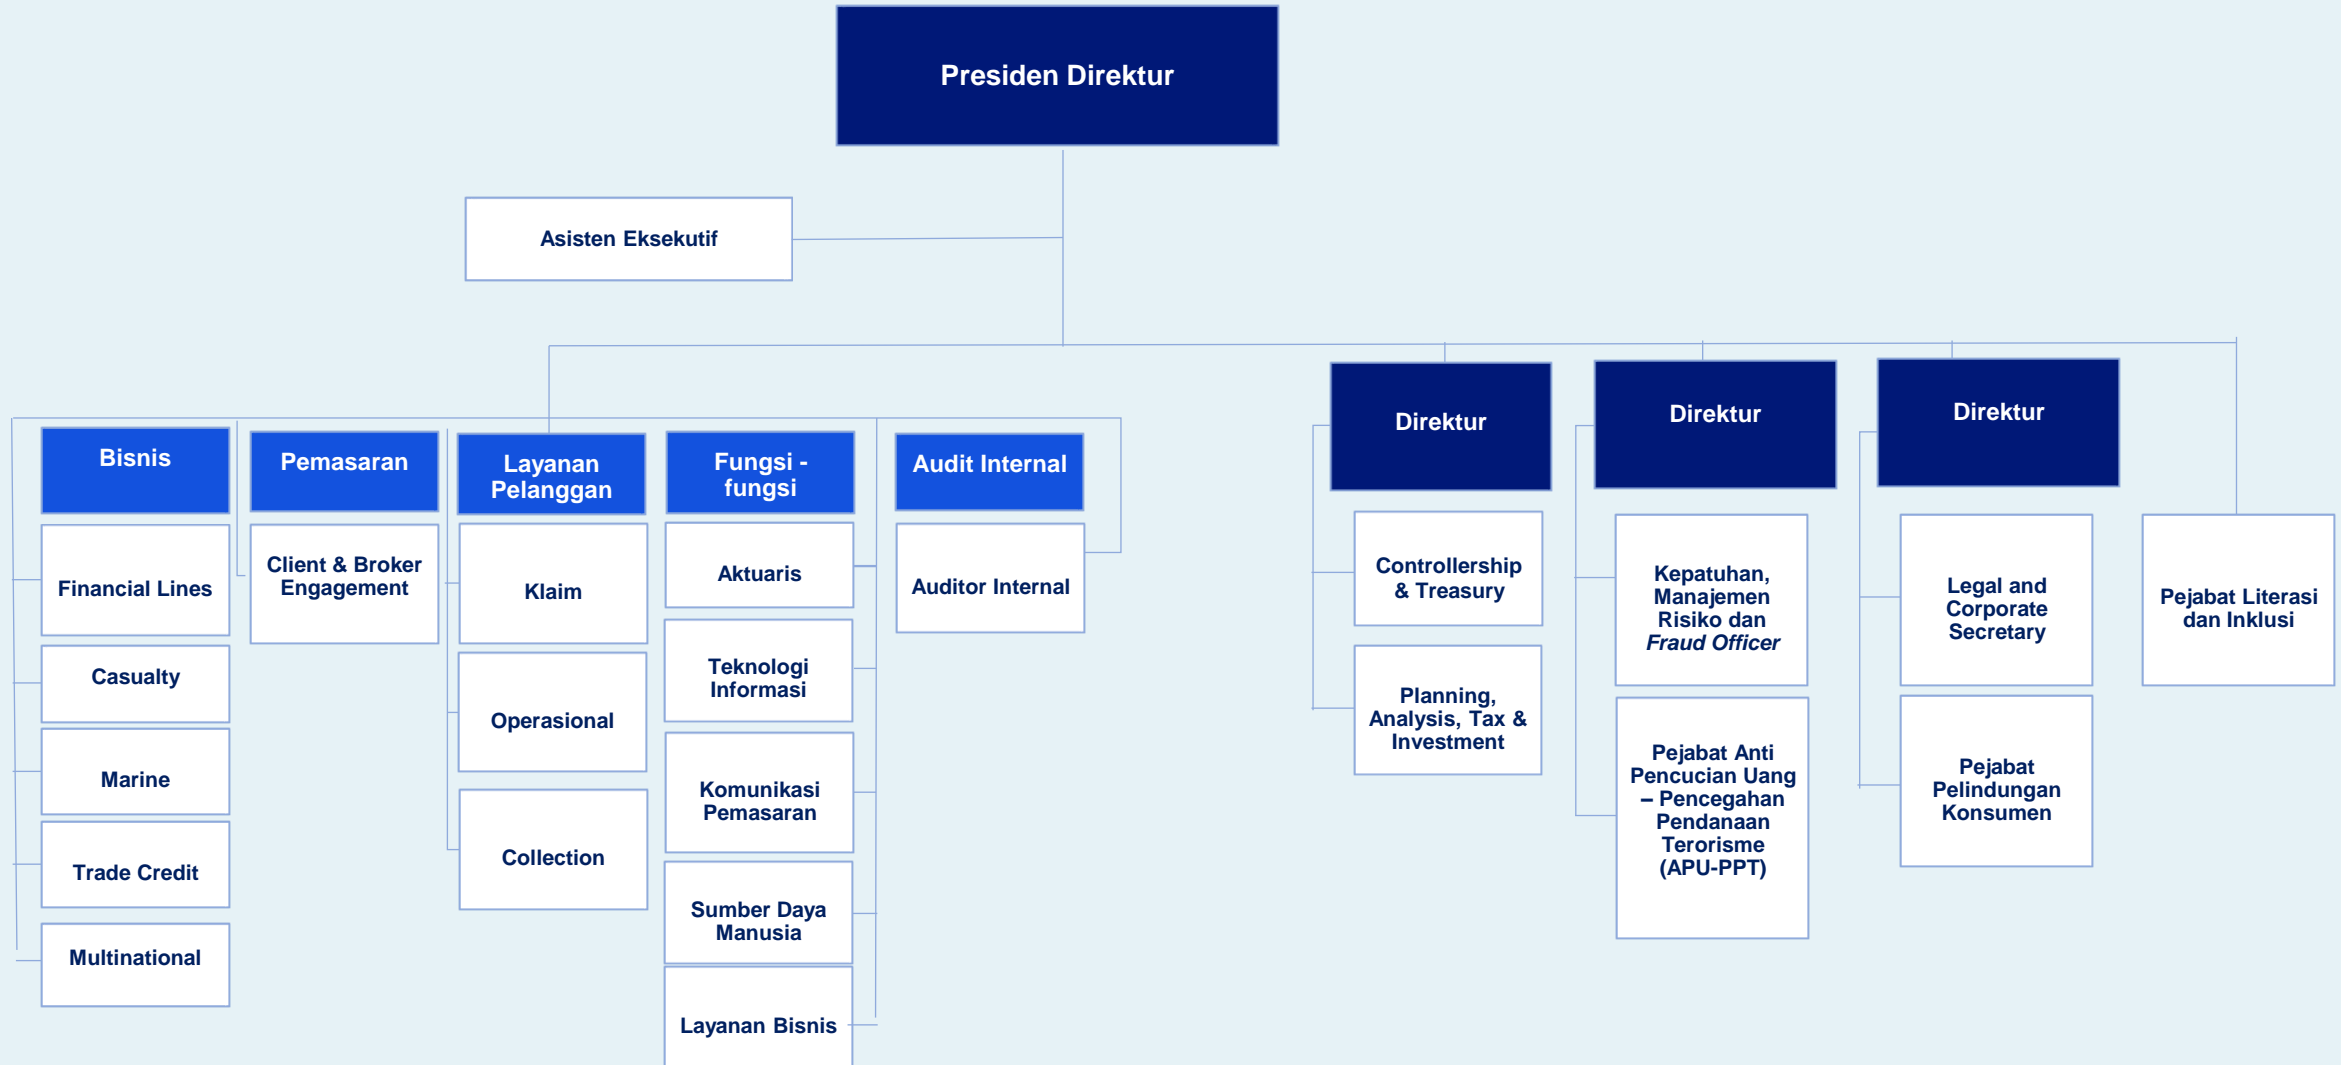 Presiden Direktur
Asisten Eksekutif
Bisnis
Financial Lines
Casualty
Marine
Trade Credit
Multinational
Pemasaran
Client & Broker
Engagement
Layanan
Pelanggan
Klaim
Operasional
Collection
Fungsi -
fungsi
Aktuaris
Teknologi
Informasi
Komunikasi
Pemasaran
Sumber Daya
Manusia
Layanan Bisnis
Audit Internal
Auditor Internal
Direktur
Controllership
& Treasury
Planning,
Analysis, Tax &
Investment
Direktur
Kepatuhan,
Manajemen
Risiko dan
Fraud Officer
Pejabat Anti
Pencucian Uang
– Pencegahan
Pendanaan
Terorisme
(APU-PPT)
Direktur
Legal and
Corporate
Secretary
Pejabat
Pelindungan
Konsumen
Pejabat Literasi
dan Inklusi